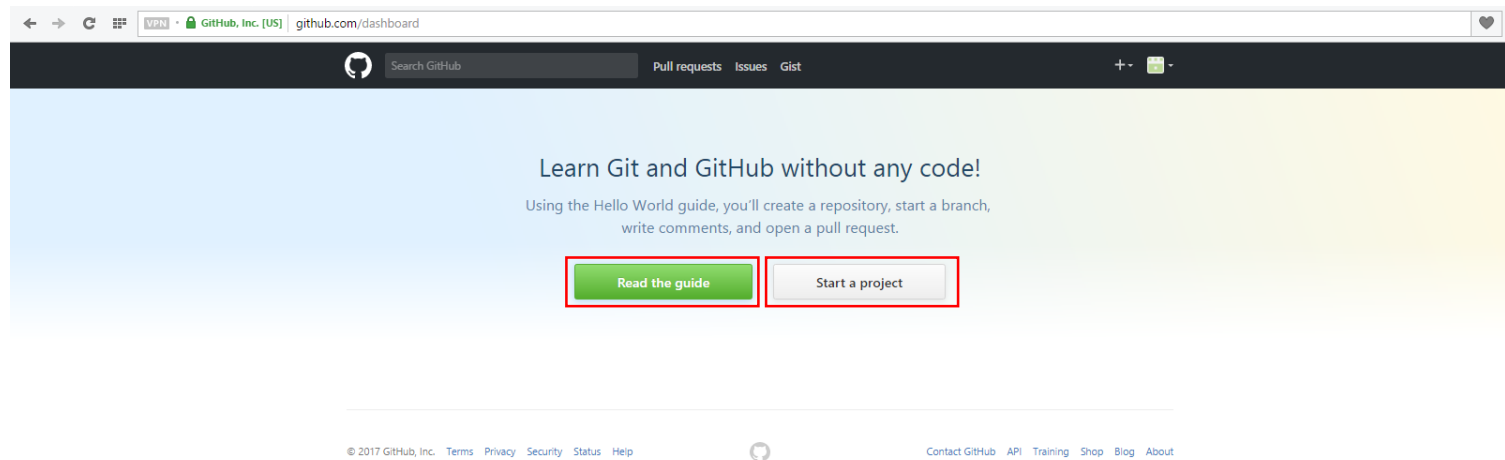 VPN GitHub, Inc. [US] github.com/dashboard
Search GitHub Pull requests Issues Gist
Learn Git and GitHub without any code!
Using the Hello World guide, you'll create a repository, start a branch,
write comments, and open a pull request.
Read the guide Start a project
© 2017 GitHub, Inc. Terms Privacy Security Status Help Contact GitHub API Training Shop Blog About